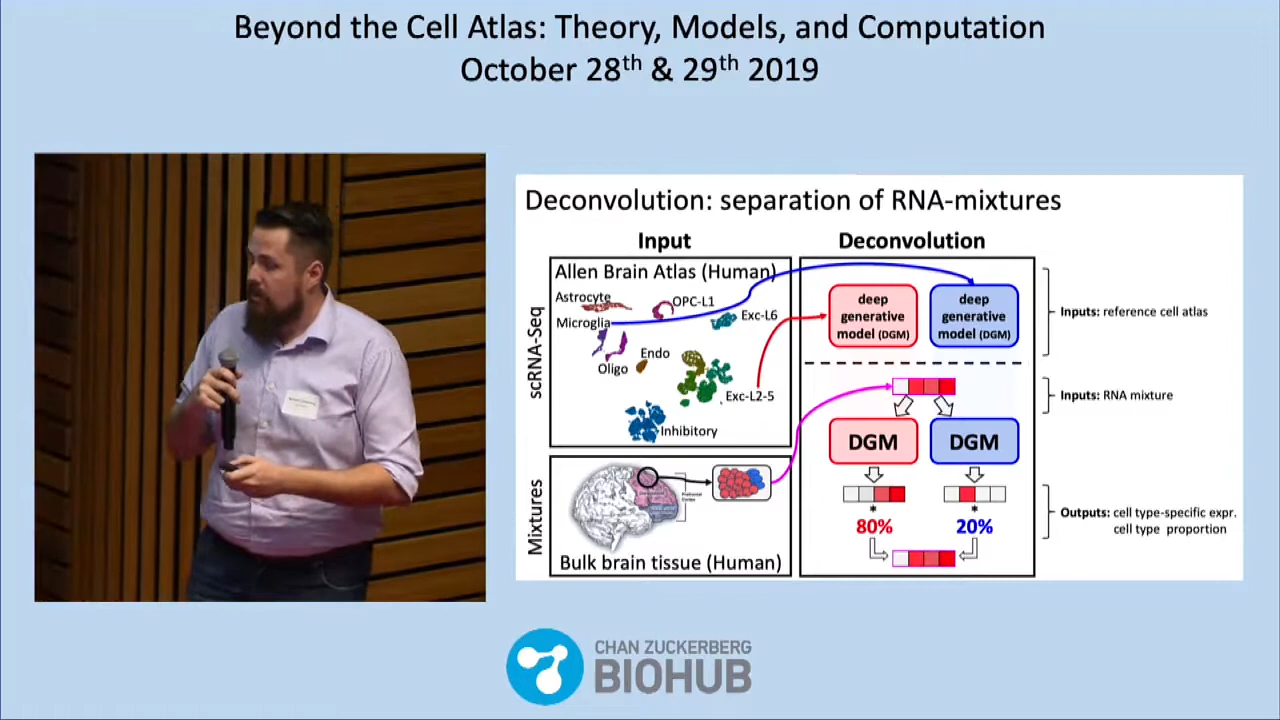 Beyond the Cell Atlas: Theory, Models, and Computation
October 28th & 29th 2019
Deconvolution: separation of RNA-mixtures
Input
Deconvolution
scRNA-Seq
Allen Brain Atlas (Human)
Astrocyte
OPC-L1
Microglia
Exc-L6
Endo
Oligo
Exc-L2-5
Inhibitory
deep
generative
model (DGM)
deep
generative
model (DGM)
Inputs: reference cell atlas
Inputs: RNA mixture
DGM
DGM
Mixtures
Bulk brain tissue (Human)
*
*
80%
20%
Outputs: cell type-specific expr.
cell type proportion
CHAN ZUCKERBERG
BIOHUB